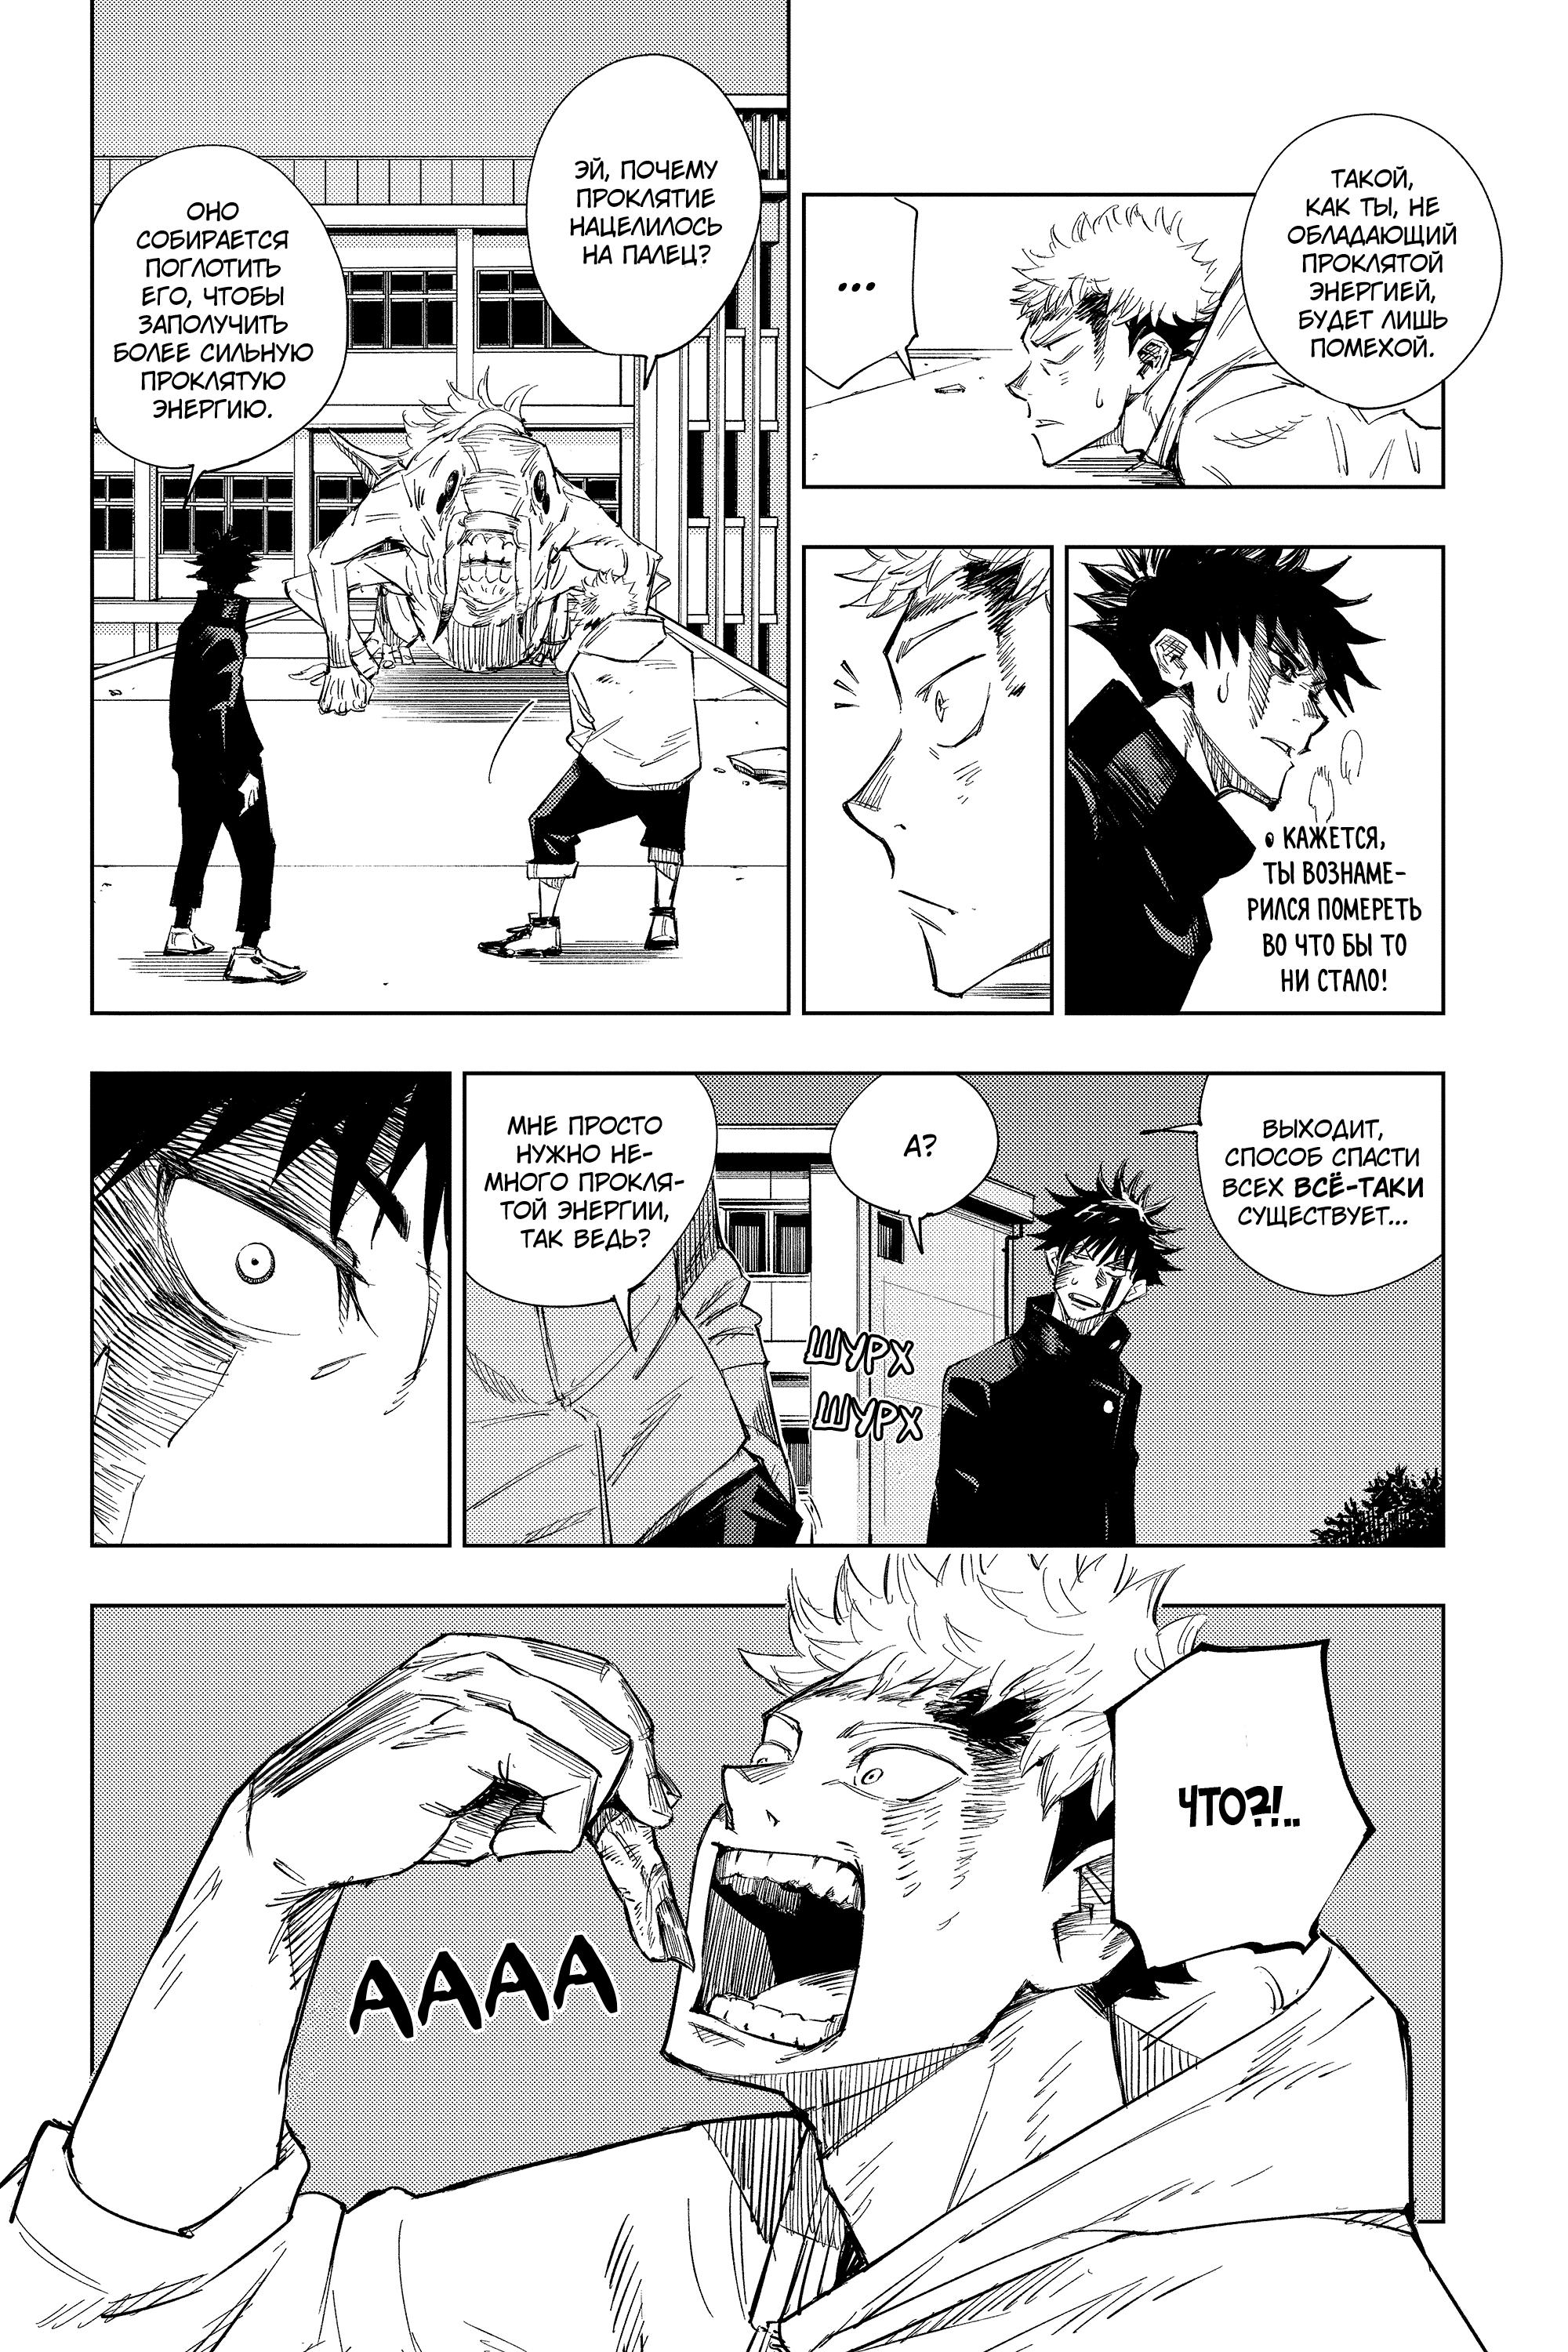 ТАКОЙ,
КАК ТЫ, НЕ
ОБЛАДАЮЩИЙ
ПРОКЛЯТОЙ
ЭНЕРГИЕЙ,
БУДЕТ ЛИШЬ
ПОМЕХОЙ.
...
КАЖЕТСЯ,
ТЫ ВОЗНАМЕ-
РИЛСЯ ПОМЕРЕТЬ
ВО ЧТО БЫ ТО
НИ СТАЛО!
ЭЙ, ПОЧЕМУ
ПРОКЛЯТИЕ
НАЦЕЛИЛОСЬ
НА ПАЛЕЦ?
ОНО
СОБИРАЕТСЯ
ПОГЛОТИТЬ
ЕГО, ЧТОБЫ
ЗАПОЛУЧИТЬ
БОЛЕЕ СИЛЬНУЮ
ПРОКЛЯТУЮ
ЭНЕРГИЮ.
ВЫХОДИТ,
СПОСОБ СПАСТИ
ВСЕХ ВСЁ-ТАКИ
СУЩЕСТВУЕТ...
А?
ШУРХ
ШУРХ
МНЕ ПРОСТО
НУЖНО НЕ-
МНОГО ПРОКЛЯ-
ТОЙ ЭНЕРГИИ,
ТАК ВЕДЬ?
ЧТО?!..
АААА